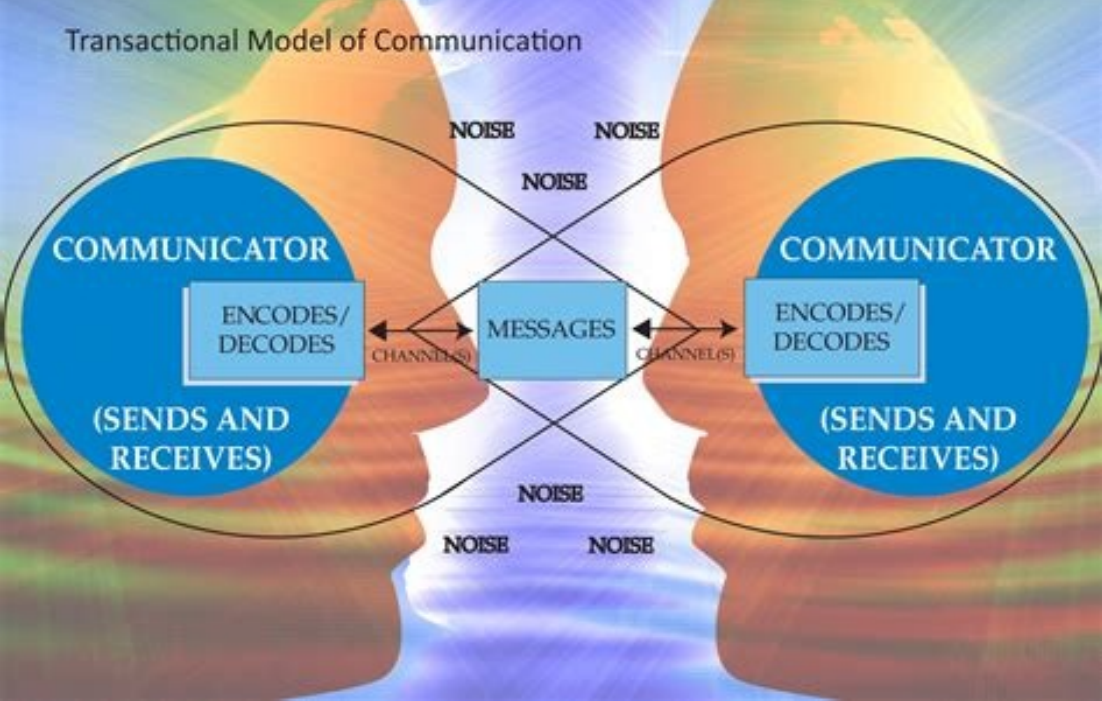 Transactional Model of Communication
NOISE NOISE
NOISE
COMMUNICATOR
ENCODES/
DECODES
(SENDS AND
RECEIVES)
CHANNEL(S)
MESSAGES
CHANNEL(S)
COMMUNICATOR
ENCODES/
DECODES
(SENDS AND
RECEIVES)
NOISE
NOISE NOISE